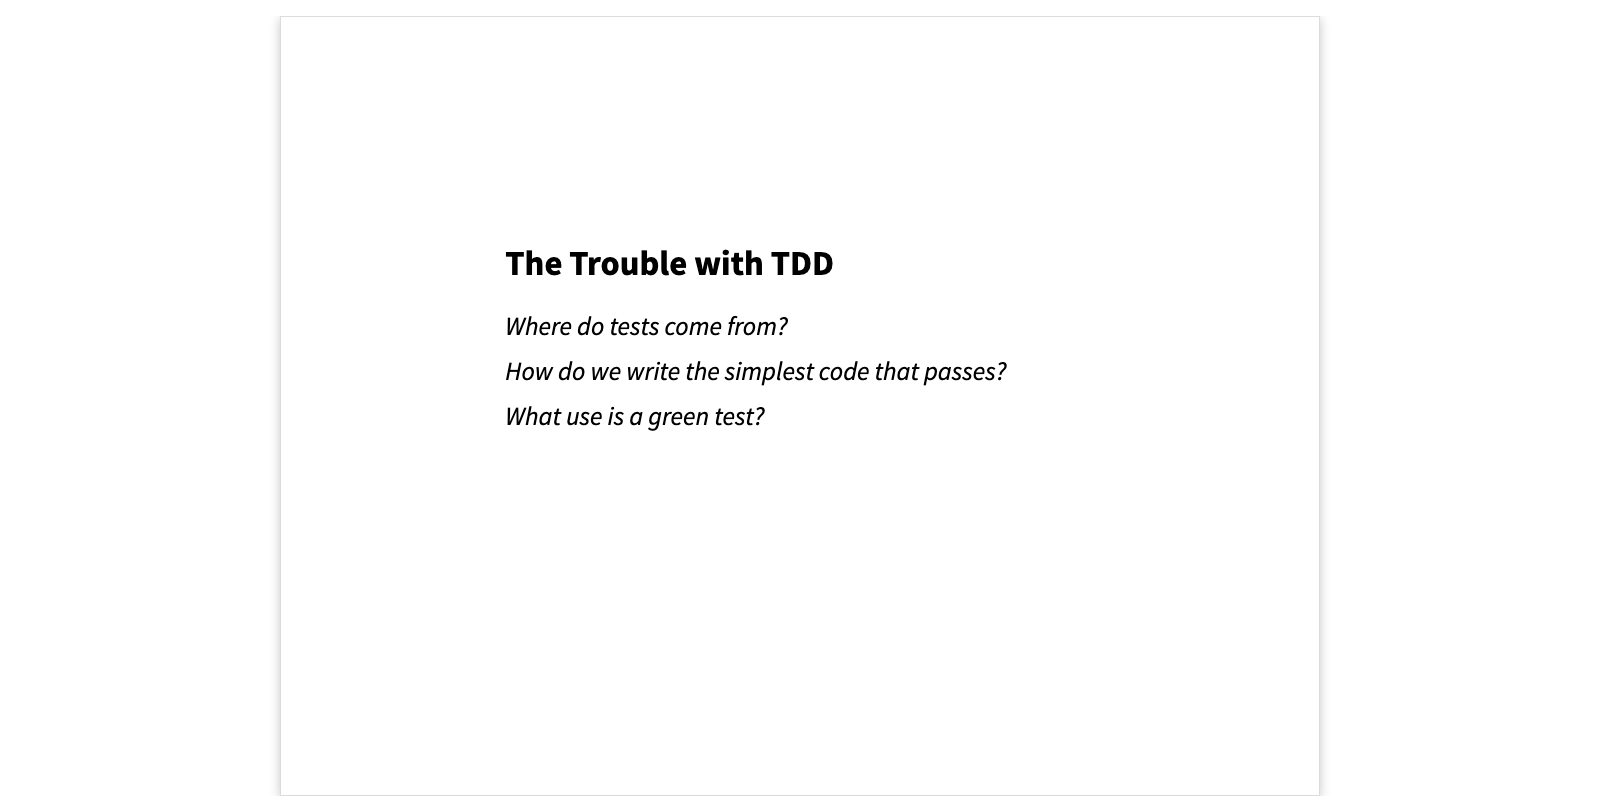 The Trouble with TDD
Where do tests come from?
How do we write the simplest code that passes?
What use is a green test?